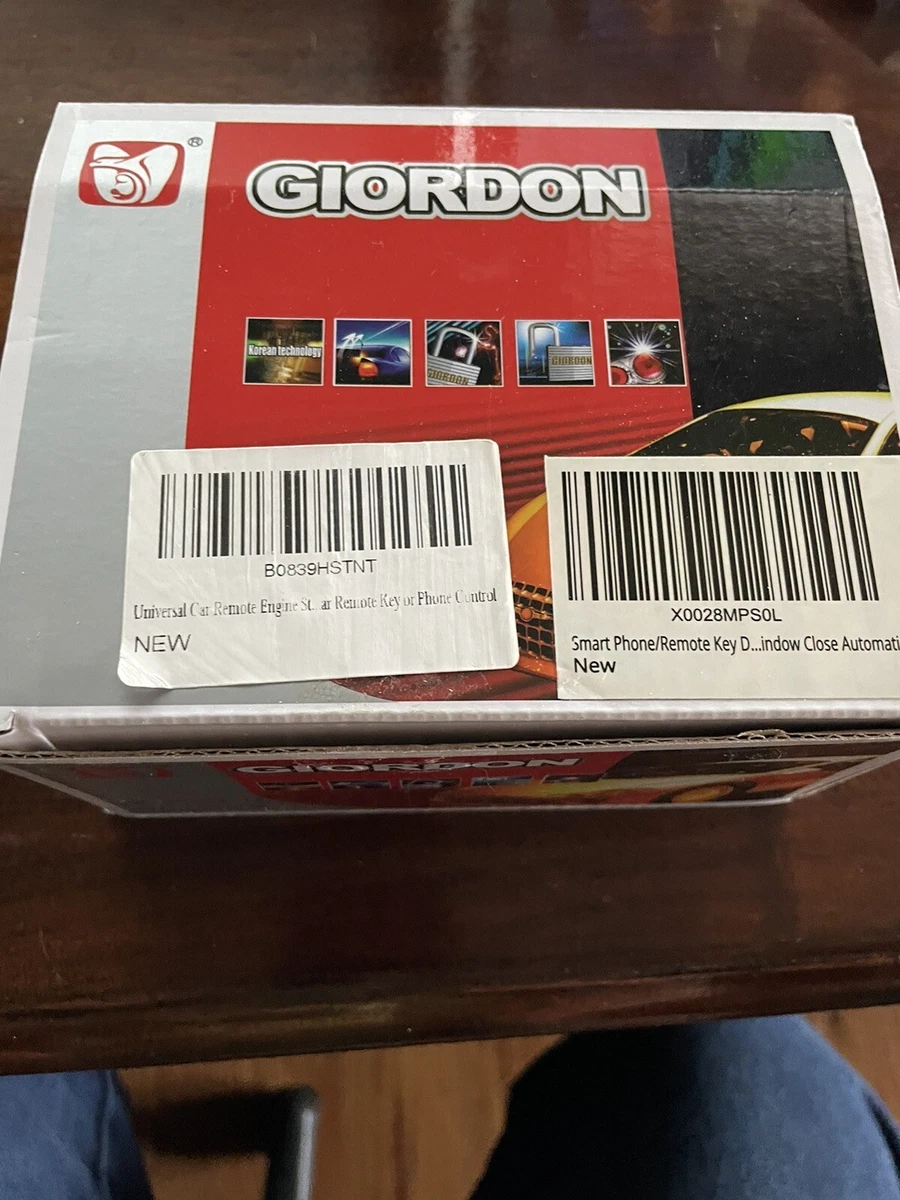 ®
GIORDON
Korean technology
GIORDON
GIORDON
B0839HSTNT
Universal Car Remote Engine St.. ar Remote Key or Phone Control
NEW
X0028MPS0L
Smart Phone/Remote Key D...indow Close Automati
New
GIORDON